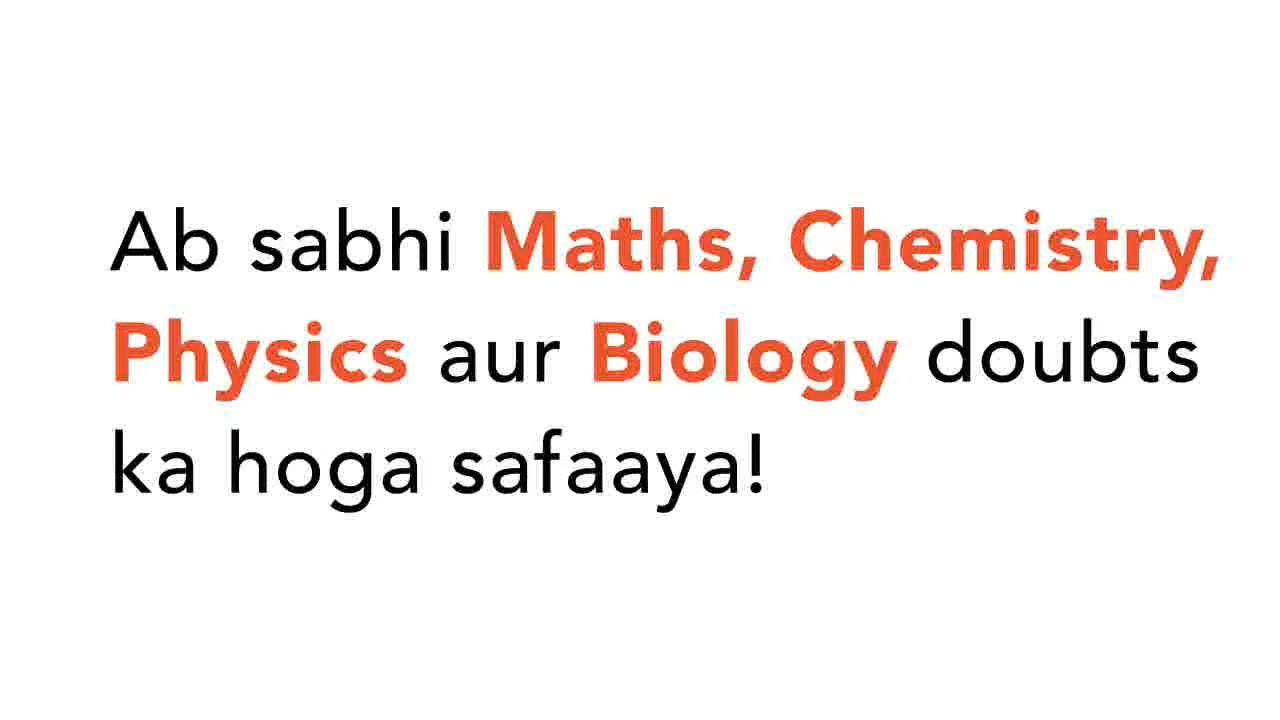 Ab sabhi Maths, Chemistry,
Physics aur Biology doubts
ka hoga safaaya!